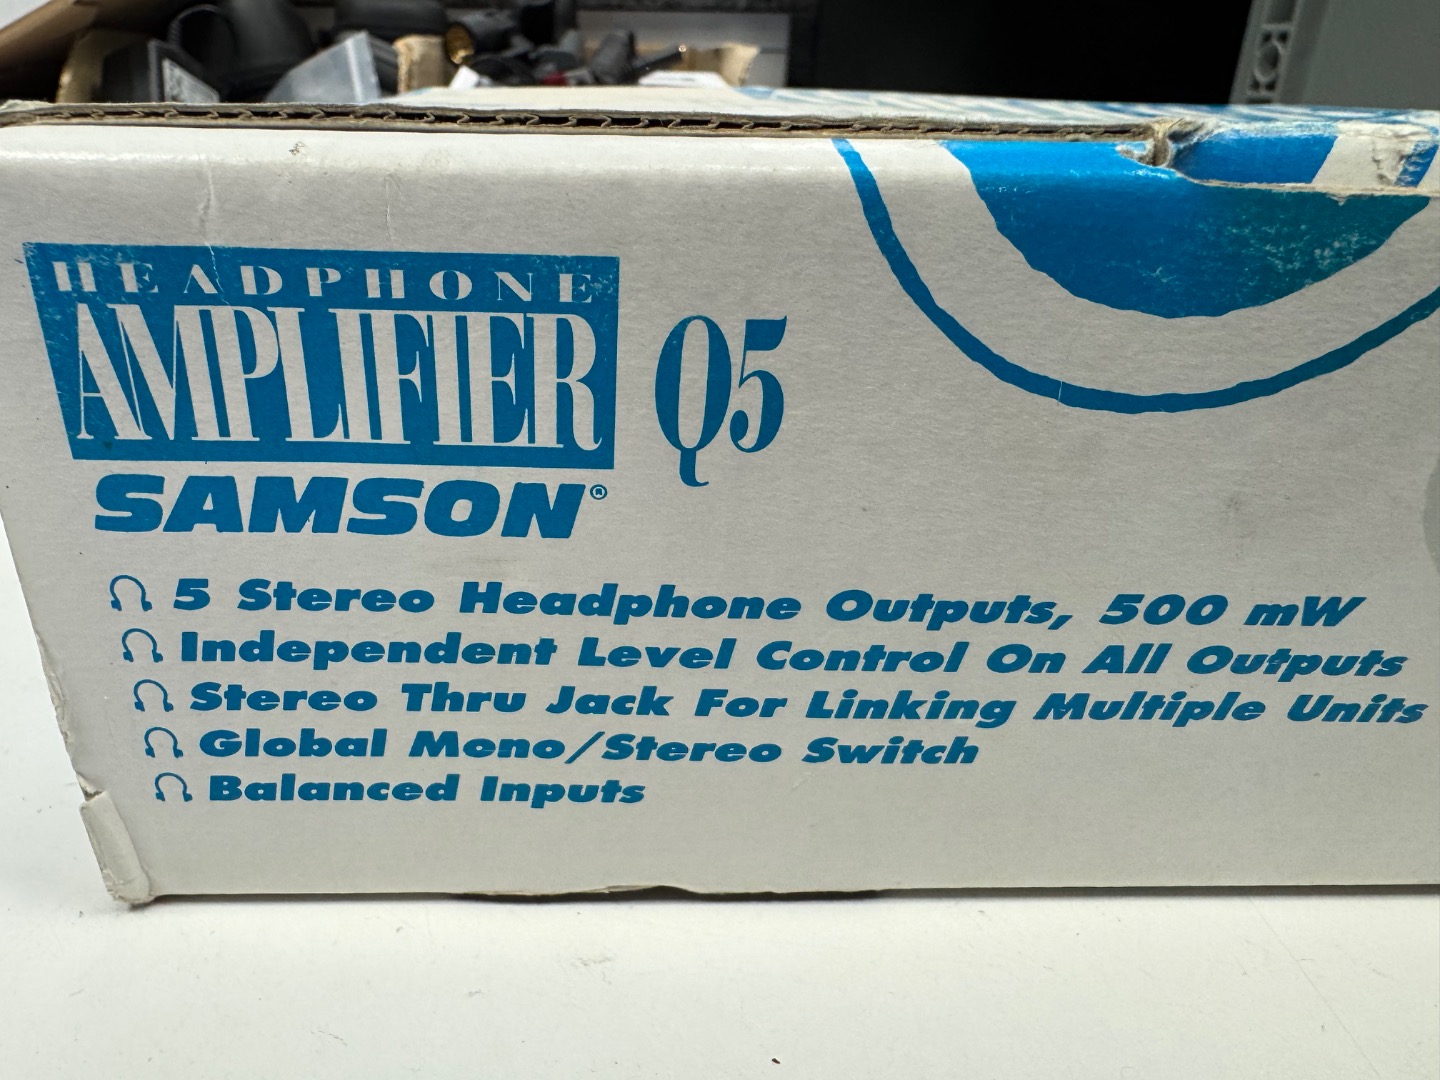 HEADPHONE
AMPLIFIER Q5
SAMSON®
5 Stereo Headphone Outputs, 500 mW
Independent Level Control On All Outputs
Stereo Thru Jack For Linking Multiple Units
Global Mono/Stereo Switch
Balanced Inputs